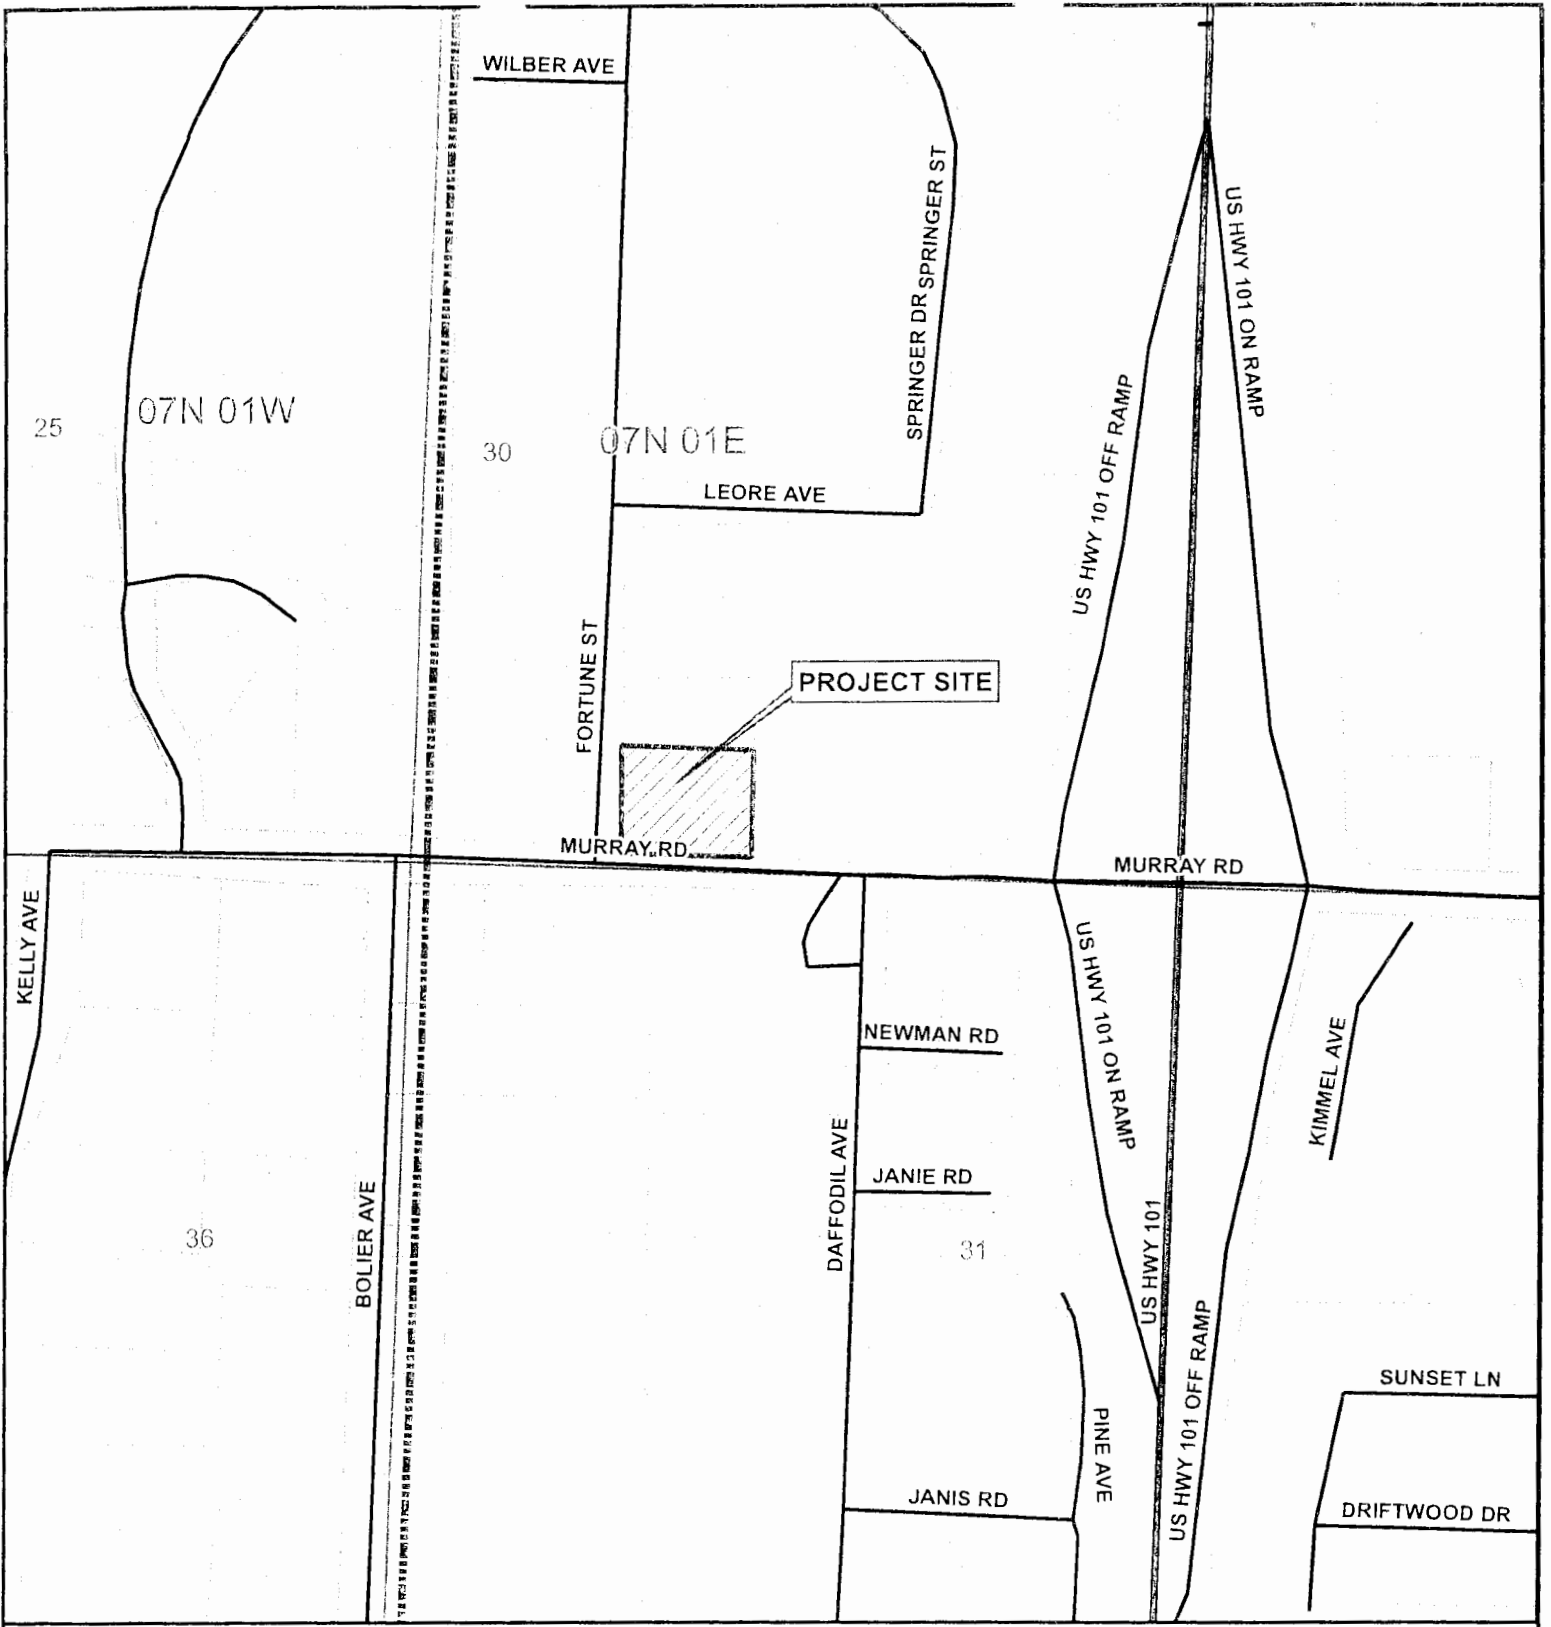 WILBER AVE
SPRINGER ST
US HWY 101 ON RAMP
SPRINGER DR
US HWY 101 OFF RAMP
07N 01W
25
30
07N 01E
LEORE AVE
FORTUNE ST
PROJECT SITE
MURRAY RD
MURRAY RD
KELLY AVE
US HWY 101 ON RAMP
NEWMAN RD
KIMMEL AVE
DAFFODIL AVE
JANIE RD
BOLIER AVE
36
31
US HWY 101
US HWY 101 OFF RAMP
SUNSET LN
PINE AVE
JANIS RD
DRIFTWOOD DR